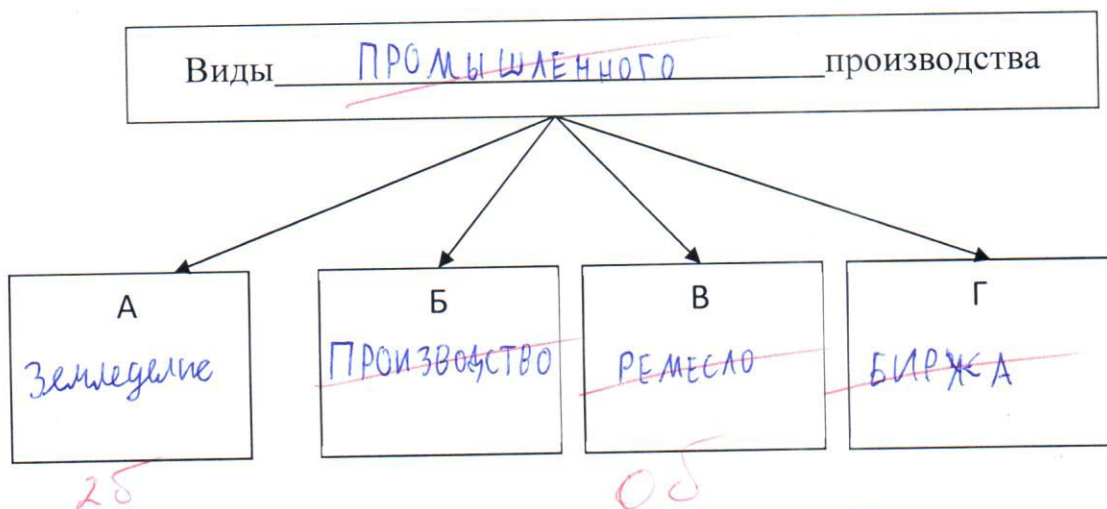 Виды ПРОМЫШЛЕННОГО производства
А
Земледелие
Б
ПРОИЗВОДСТВО
В
РЕМЕСЛО
Г
БИРЖА
2б
0б